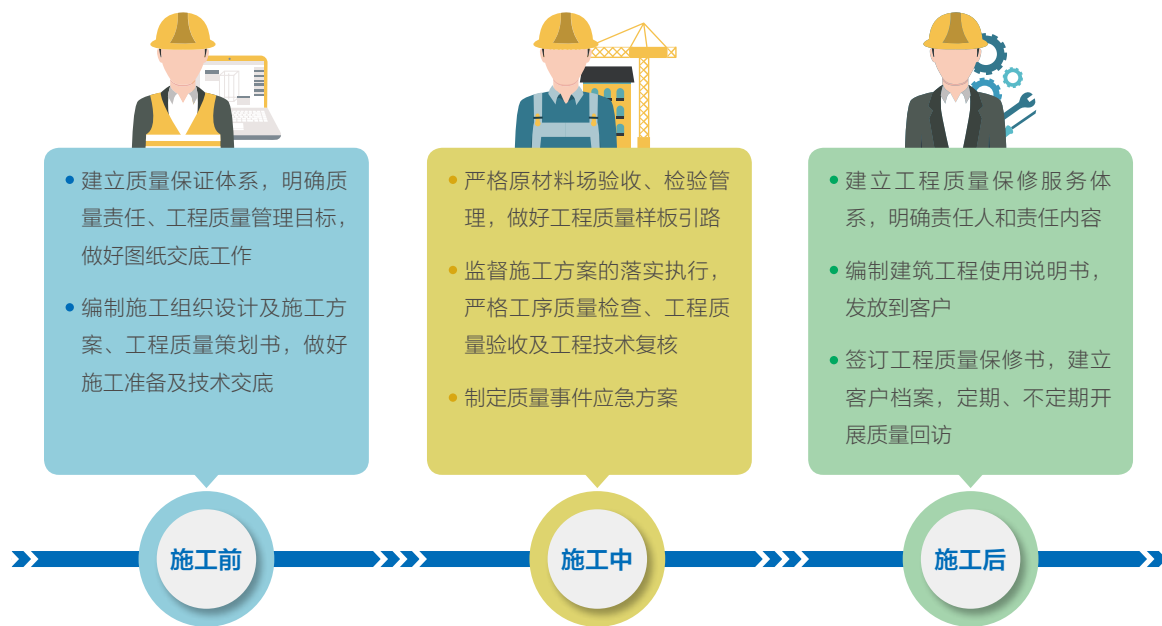 建立质量保证体系，明确质
量责任、工程质量管理目标，
做好图纸交底工作
编制施工组织设计及施工方
案、工程质量策划书，做好
施工准备及技术交底
施工前
严格原材料场验收、检验管
理，做好工程质量样板引路
监督施工方案的落实执行，
严格工序质量检查、工程质
量验收及工程技术复核
制定质量事件应急方案
施工中
建立工程质量保修服务体
系，明确责任人和责任内容
编制建筑工程使用说明书，
发放到客户
签订工程质量保修书，建立
客户档案，定期、不定期开
展质量回访
施工后